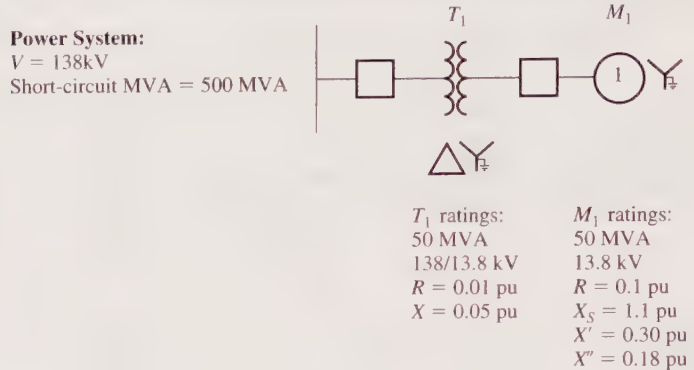 Power System:
V = 138kV
Short-circuit MVA = 500 MVA
T₁
M₁
1
T₁ ratings:
50 MVA
138/13.8 kV
R = 0.01 pu
X = 0.05 pu
M₁ ratings:
50 MVA
13.8 kV
R = 0.1 pu
X_S = 1.1 pu
X' = 0.30 pu
X" = 0.18 pu